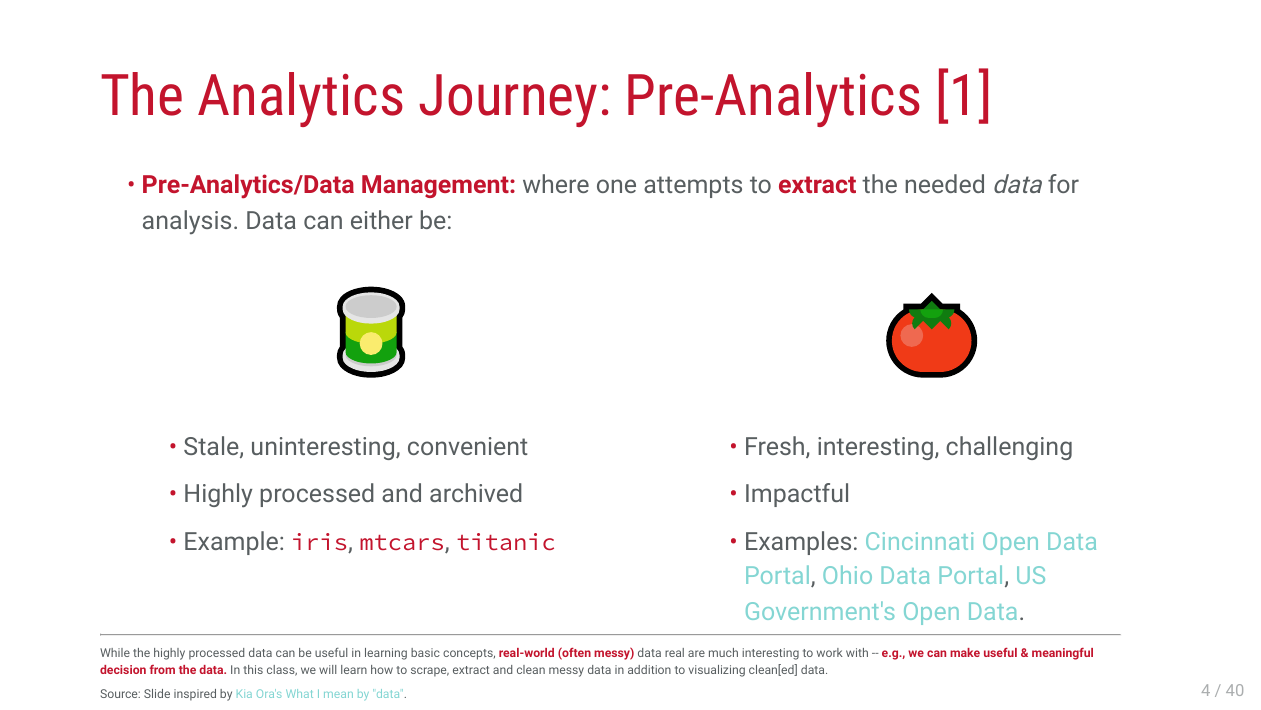 The Analytics Journey: Pre-Analytics [1]
• Pre-Analytics/Data Management: where one attempts to extract the needed data for
analysis. Data can either be:
• Stale, uninteresting, convenient
• Highly processed and archived
• Example: iris, mtcars, titanic
• Fresh, interesting, challenging
• Impactful
• Examples: Cincinnati Open Data
Portal, Ohio Data Portal, US
Government's Open Data.
While the highly processed data can be useful in learning basic concepts, real-world (often messy) data real are much interesting to work with -- e.g., we can make useful & meaningful
decision from the data. In this class, we will learn how to scrape, extract and clean messy data in addition to visualizing clean[ed] data.
Source: Slide inspired by Kia Ora's What I mean by "data".
4 / 40